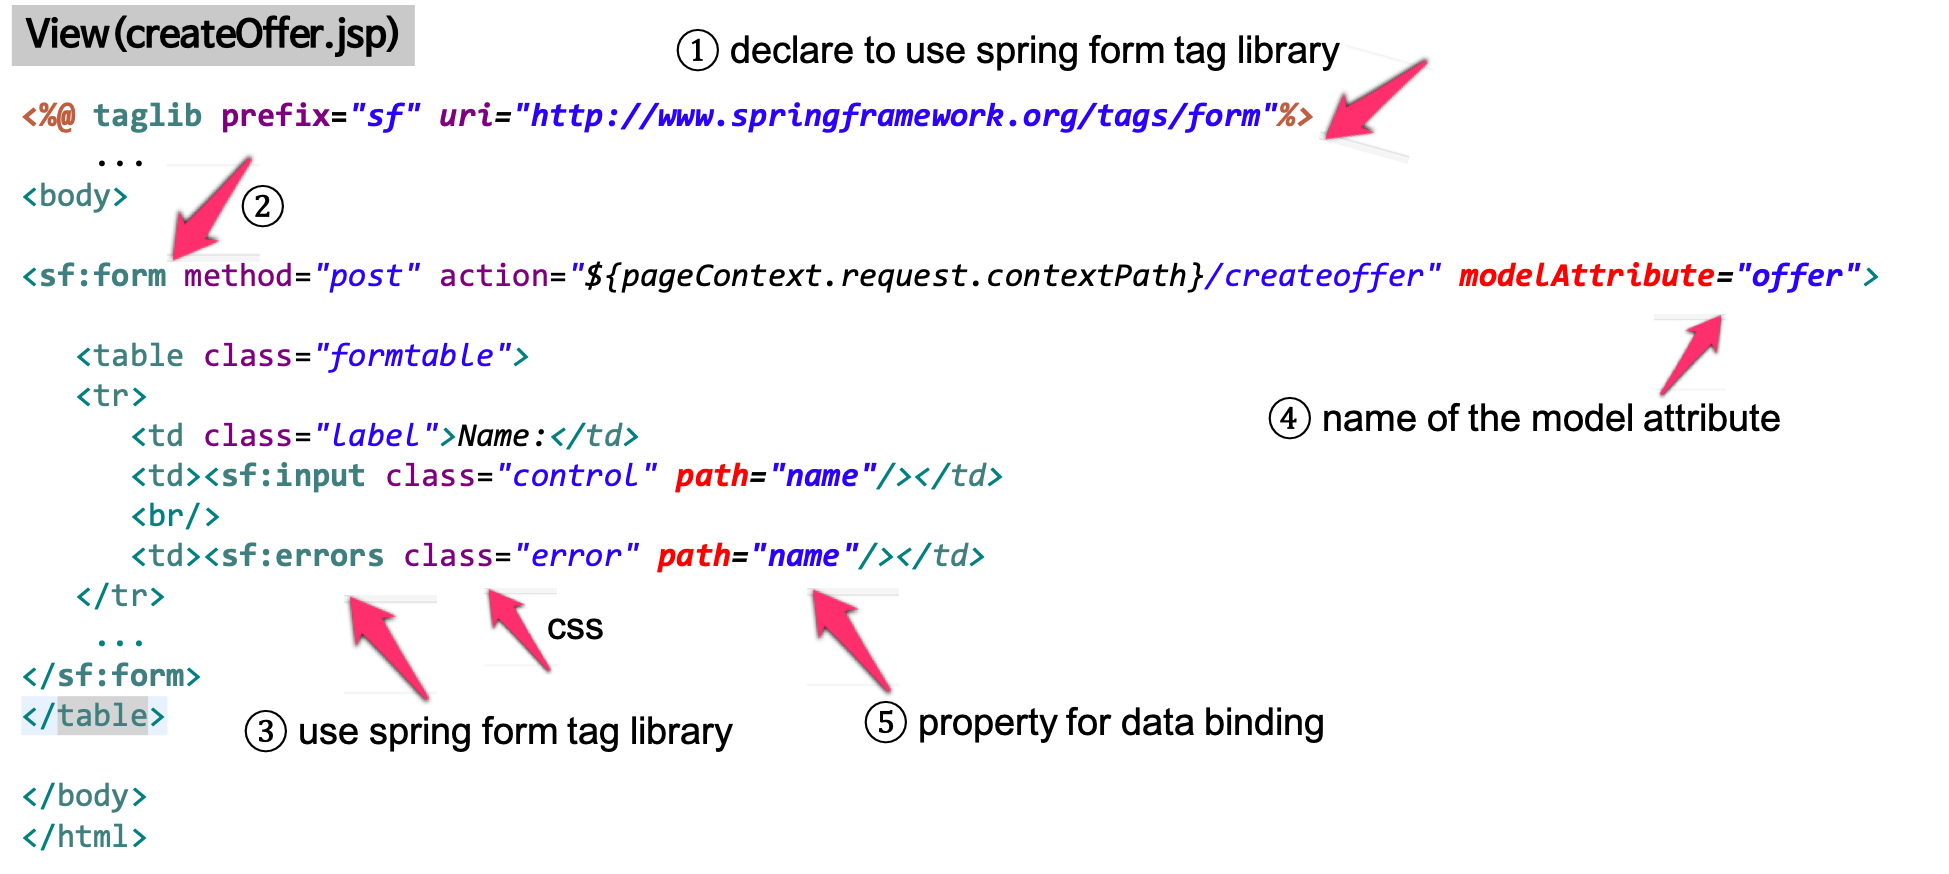 View(createOffer.jsp)
① declare to use spring form tag library
<%@ taglib prefix="sf" uri="http://www.springframework.org/tags/form"%>
...
②
<body>
<sf:form method="post" action="${pageContext.request.contextPath}/createoffer" modelAttribute="offer">
<table class="formtable">
<tr>
④ name of the model attribute
<td class="label">Name:</td>
<td><sf:input class="control" path="name"/></td>
<br/>
<td><sf:errors class="error" path="name"/></td>
</tr>
css
...
</sf:form>
</table>
③ use spring form tag library
⑤ property for data binding
</body>
</html>